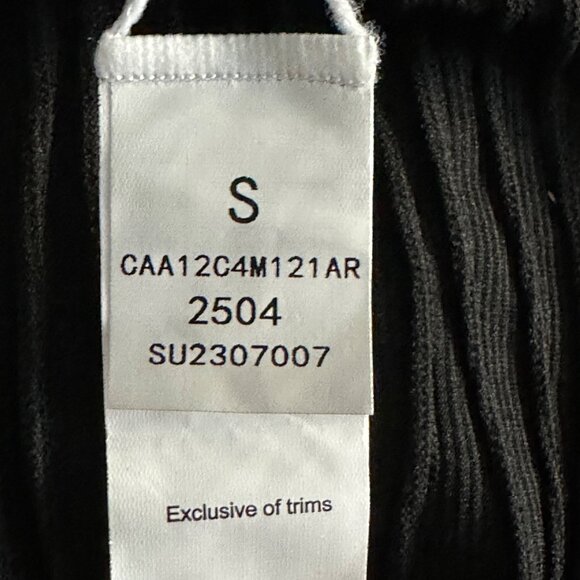 S
CAA12C4M121AR
2504
SU2307007
Exclusive of trims